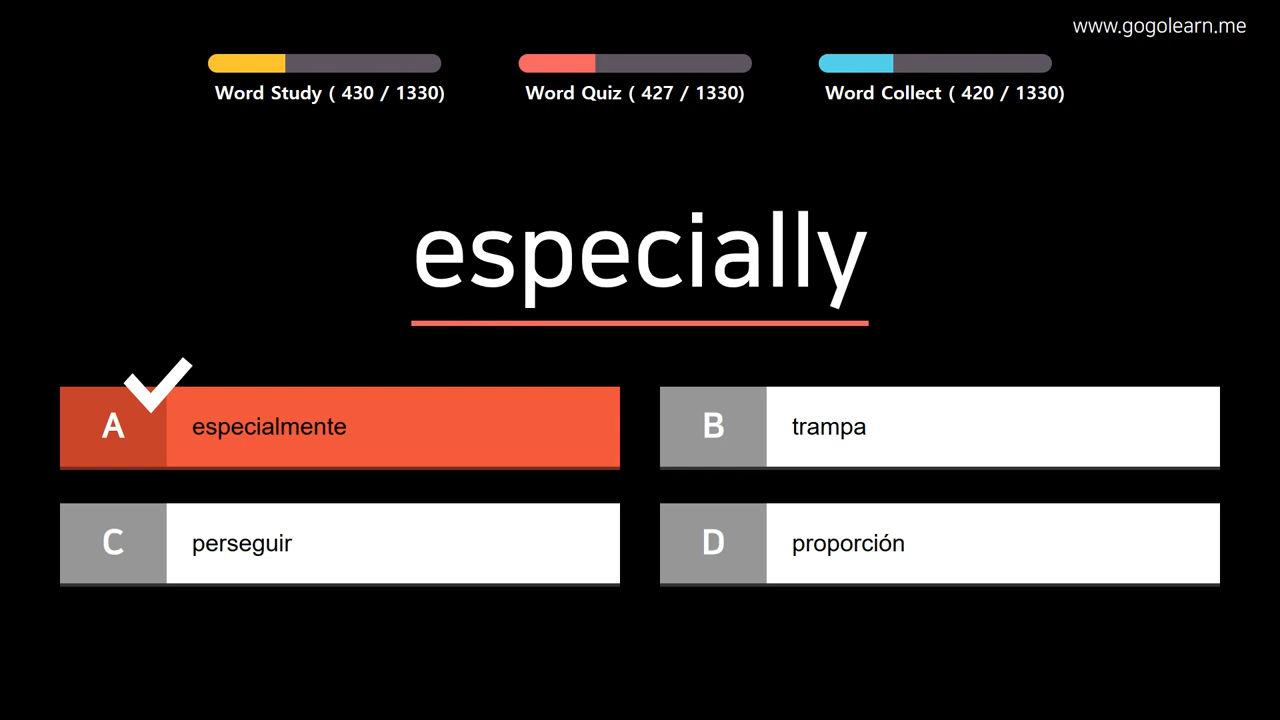 www.gogolearn.me
Word Study ( 430 / 1330)
Word Quiz ( 427 / 1330)
Word Collect ( 420 / 1330)
especially
A especialmente
B trampa
C perseguir
D proporción